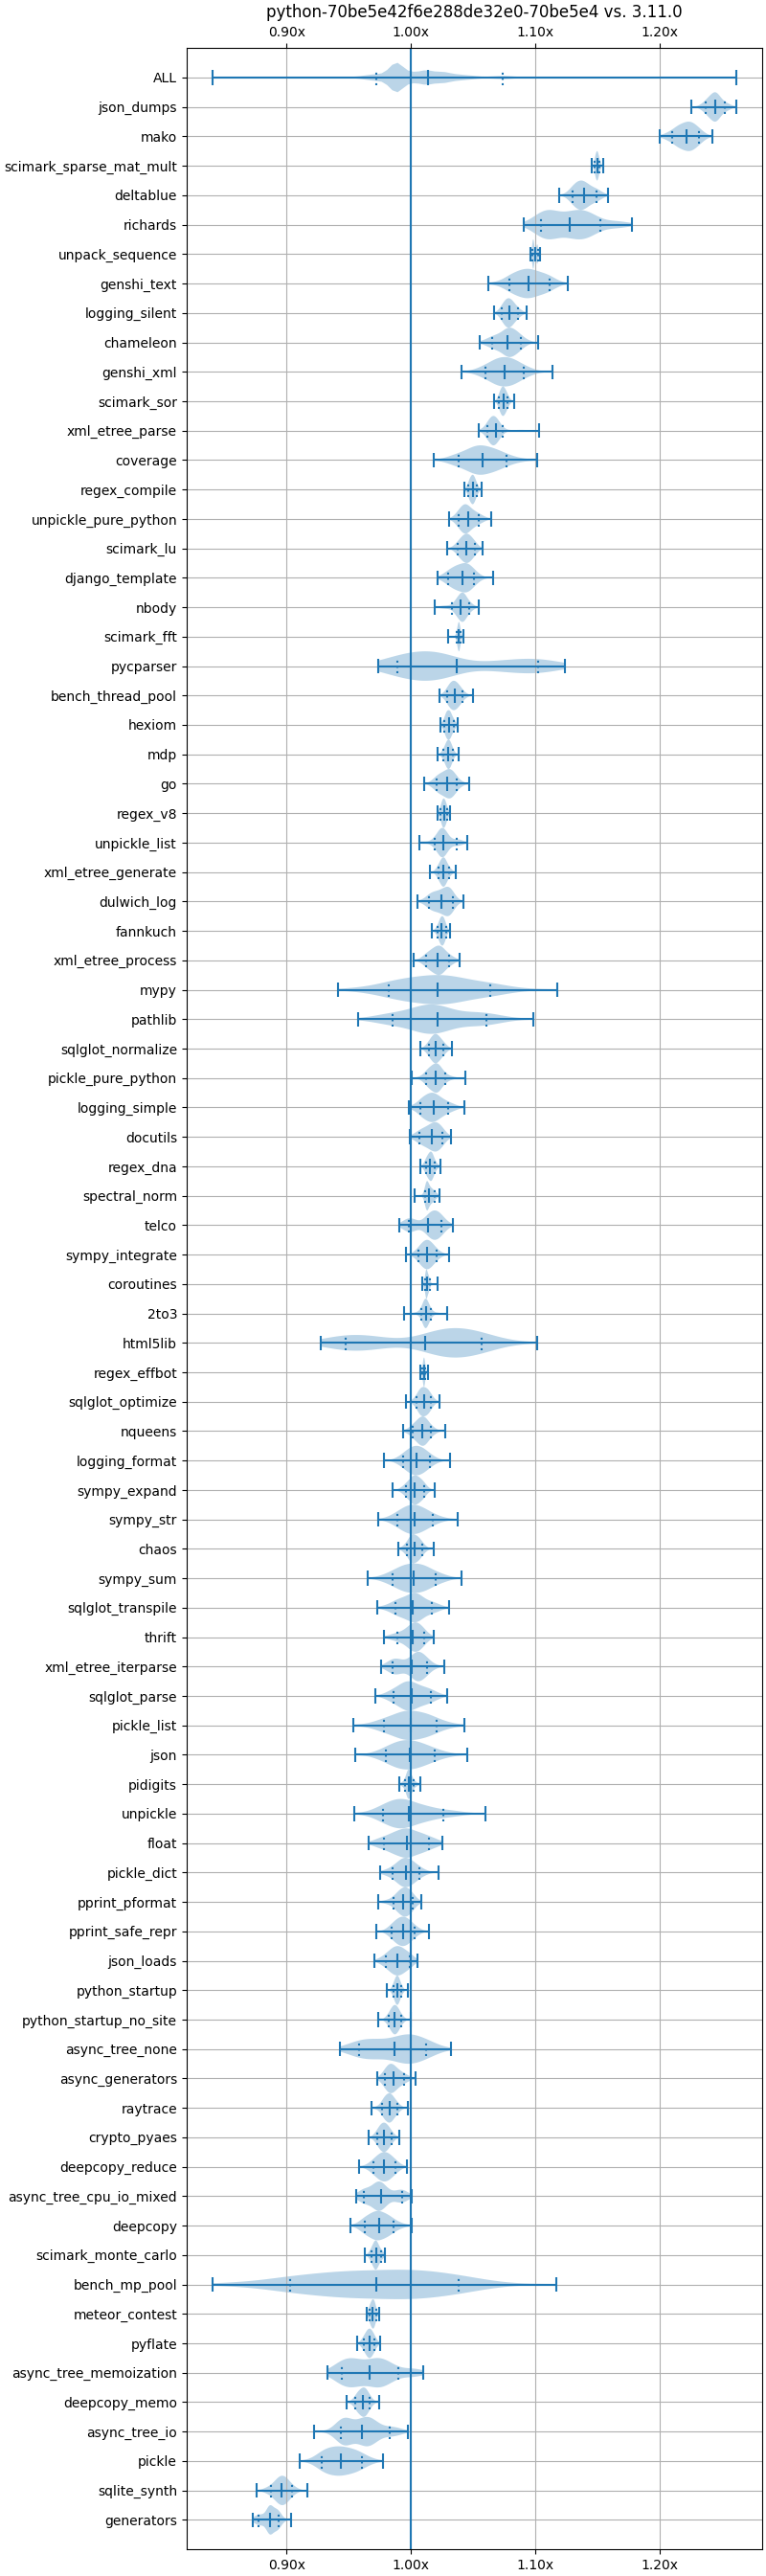 python-70be5e42f6e288de32e0-70be5e4 vs. 3.11.0
0.90x 1.00x 1.10x 1.20x
ALL
json_dumps
mako
scimark_sparse_mat_mult
deltablue
richards
unpack_sequence
genshi_text
logging_silent
chameleon
genshi_xml
scimark_sor
xml_etree_parse
coverage
regex_compile
unpickle_pure_python
scimark_lu
django_template
nbody
scimark_fft
pycparser
bench_thread_pool
hexiom
mdp
go
regex_v8
unpickle_list
xml_etree_generate
dulwich_log
fannkuch
xml_etree_process
mypy
pathlib
sqlglot_normalize
pickle_pure_python
logging_simple
docutils
regex_dna
spectral_norm
telco
sympy_integrate
coroutines
2to3
html5lib
regex_effbot
sqlglot_optimize
nqueens
logging_format
sympy_expand
sympy_str
chaos
sympy_sum
sqlglot_transpile
thrift
xml_etree_iterparse
sqlglot_parse
pickle_list
json
pidigits
unpickle
float
pickle_dict
pprint_pformat
pprint_safe_repr
json_loads
python_startup
python_startup_no_site
async_tree_none
async_generators
raytrace
crypto_pyaes
deepcopy_reduce
async_tree_cpu_io_mixed
deepcopy
scimark_monte_carlo
bench_mp_pool
meteor_contest
pyflate
async_tree_memoization
deepcopy_memo
async_tree_io
pickle
sqlite_synth
generators
0.90x 1.00x 1.10x 1.20x